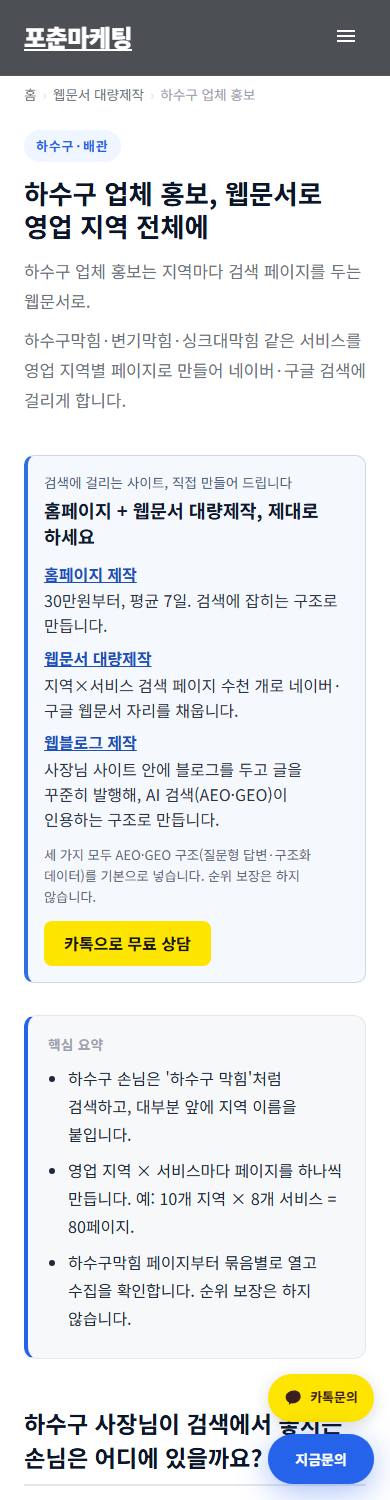 포춘마케팅
홈 › 웹문서 대량제작 › 하수구 업체 홍보
하수구·배관
하수구 업체 홍보, 웹문서로
영업 지역 전체에
하수구 업체 홍보는 지역마다 검색 페이지를 두는
웹문서로.
하수구막힘·변기막힘·싱크대막힘 같은 서비스를
영업 지역별 페이지로 만들어 네이버·구글 검색에
걸리게 합니다.
검색에 걸리는 사이트, 직접 만들어 드립니다
홈페이지 + 웹문서 대량제작, 제대로
하세요
홈페이지 제작
30만원부터, 평균 7일. 검색에 잡히는 구조로
만듭니다.
웹문서 대량제작
지역×서비스 검색 페이지 수천 개로 네이버·
구글 웹문서 자리를 채웁니다.
웹블로그 제작
사장님 사이트 안에 블로그를 두고 글을
꾸준히 발행해, AI 검색(AEO·GEO)이
인용하는 구조로 만듭니다.
세 가지 모두 AEO·GEO 구조(질문형 답변·구조화
데이터)를 기본으로 넣습니다. 순위 보장은 하지
않습니다.
카톡으로 무료 상담
핵심 요약
• 하수구 손님은 '하수구 막힘'처럼
검색하고, 대부분 앞에 지역 이름을
붙입니다.
• 영업 지역 × 서비스마다 페이지를 하나씩
만듭니다. 예: 10개 지역 × 8개 서비스 =
80페이지.
• 하수구막힘 페이지부터 묶음별로 열고
수집을 확인합니다. 순위 보장은 하지
않습니다.
카톡문의
하수구 사장님이 검색에서
손님은 어디에 있을까요?
지금문의